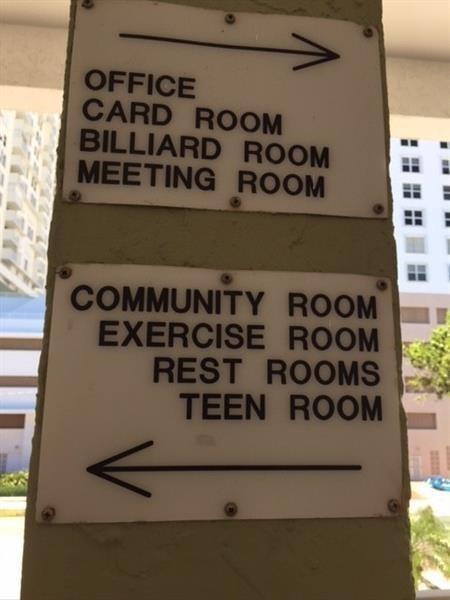 OFFICE
CARD ROOM
BILLIARD ROOM
MEETING ROOM
COMMUNITY ROOM
EXERCISE ROOM
REST ROOMS
TEEN ROOM